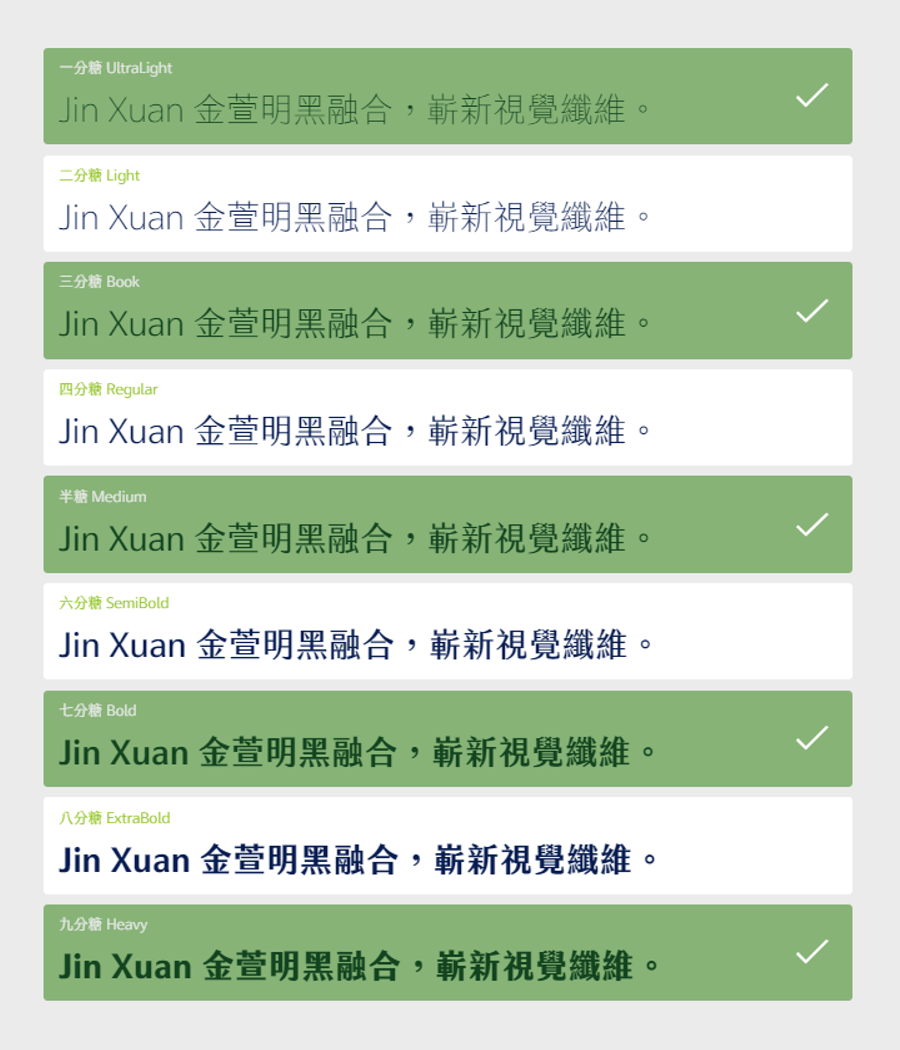 一分糖 UltraLight
Jin Xuan 金萱明黑融合，嶄新視覺纖維。
二分糖 Light
Jin Xuan 金萱明黑融合，嶄新視覺纖維。
三分糖 Book
Jin Xuan 金萱明黑融合，嶄新視覺纖維。
四分糖 Regular
Jin Xuan 金萱明黑融合，嶄新視覺纖維。
半糖 Medium
Jin Xuan 金萱明黑融合，嶄新視覺纖維。
六分糖 SemiBold
Jin Xuan 金萱明黑融合，嶄新視覺纖維。
七分糖 Bold
Jin Xuan 金萱明黑融合，嶄新視覺纖維。
八分糖 ExtraBold
Jin Xuan 金萱明黑融合，嶄新視覺纖維。
九分糖 Heavy
Jin Xuan 金萱明黑融合，嶄新視覺纖維。